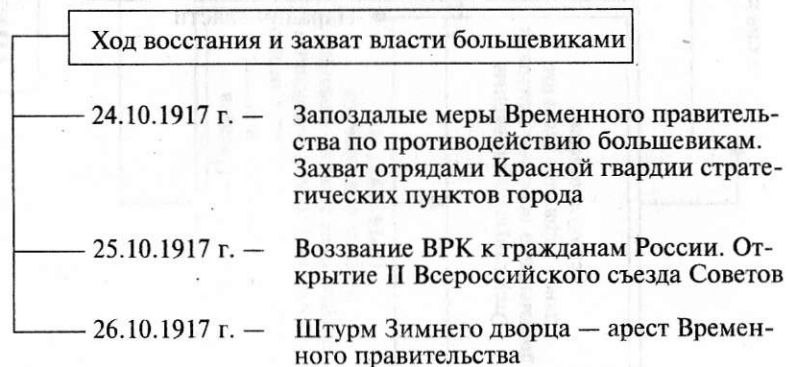 Ход восстания и захват власти большевиками
24.10.1917 г. — Запоздалые меры Временного правитель-
ства по противодействию большевикам.
Захват отрядами Красной гвардии страте-
гических пунктов города
25.10.1917 г. — Воззвание ВРК к гражданам России. От-
крытие II Всероссийского съезда Советов
26.10.1917 г. — Штурм Зимнего дворца — арест Времен-
ного правительства